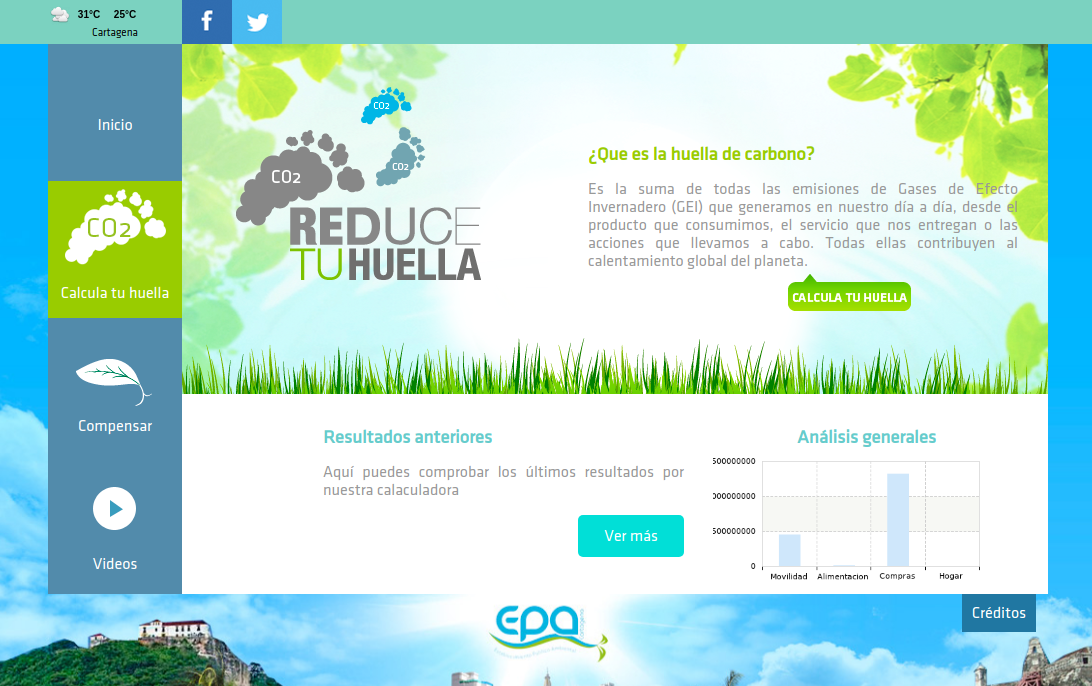 31°C 25°C
Cartagena
Inicio
CO2
Calcula tu huella
Compensar
Videos
CO2
CO2
CO2
REDUCE
TU HUELLA
¿Que es la huella de carbono?
Es la suma de todas las emisiones de Gases de Efecto
Invernadero (GEI) que generamos en nuestro día a día, desde el
producto que consumimos, el servicio que nos entregan o las
acciones que llevamos a cabo. Todas ellas contribuyen al
calentamiento global del planeta.
CALCULA TU HUELLA
Resultados anteriores
Aquí puedes comprobar los últimos resultados por
nuestra calaculadora
Ver más
Análisis generales
500000000
000000000
500000000
0
Movilidad Alimentacion Compras Hogar
epa
Créditos